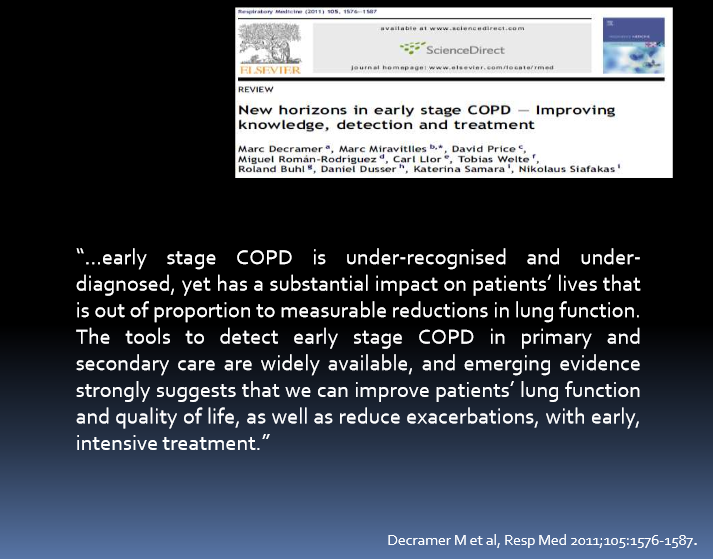 Respiratory Medicine (2011) 105, 1576–1587
available at www.sciencedirect.com
ScienceDirect
ELSEVIER
journal homepage: www.elsevier.com/locate/rmed
REVIEW
New horizons in early stage COPD – Improving
knowledge, detection and treatment
Marc Decramer a, Marc Miravitlles b,*, David Price c,
Miguel Román-Rodríguez d, Carl Llor e, Tobias Welte f,
Roland Buhl g, Daniel Dusser h, Katerina Samara i, Nikolaus Siafakas i
“…early stage COPD is under-recognised and under-
diagnosed, yet has a substantial impact on patients’ lives that
is out of proportion to measurable reductions in lung function.
The tools to detect early stage COPD in primary and
secondary care are widely available, and emerging evidence
strongly suggests that we can improve patients’ lung function
and quality of life, as well as reduce exacerbations, with early,
intensive treatment.”
Decramer M et al, Resp Med 2011;105:1576-1587.